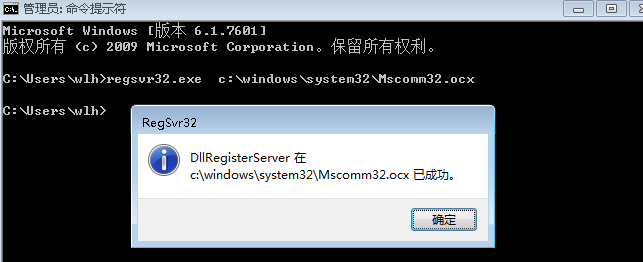 管理员: 命令提示符
Microsoft Windows [版本 6.1.7601]
版权所有 (c) 2009 Microsoft Corporation。保留所有权利。
C:\Users\wlh>regsvr32.exe  c:\windows\system32\Mscomm32.ocx
C:\Users\wlh>
RegSvr32
DllRegisterServer 在
c:\windows\system32\Mscomm32.ocx 已成功。
确定